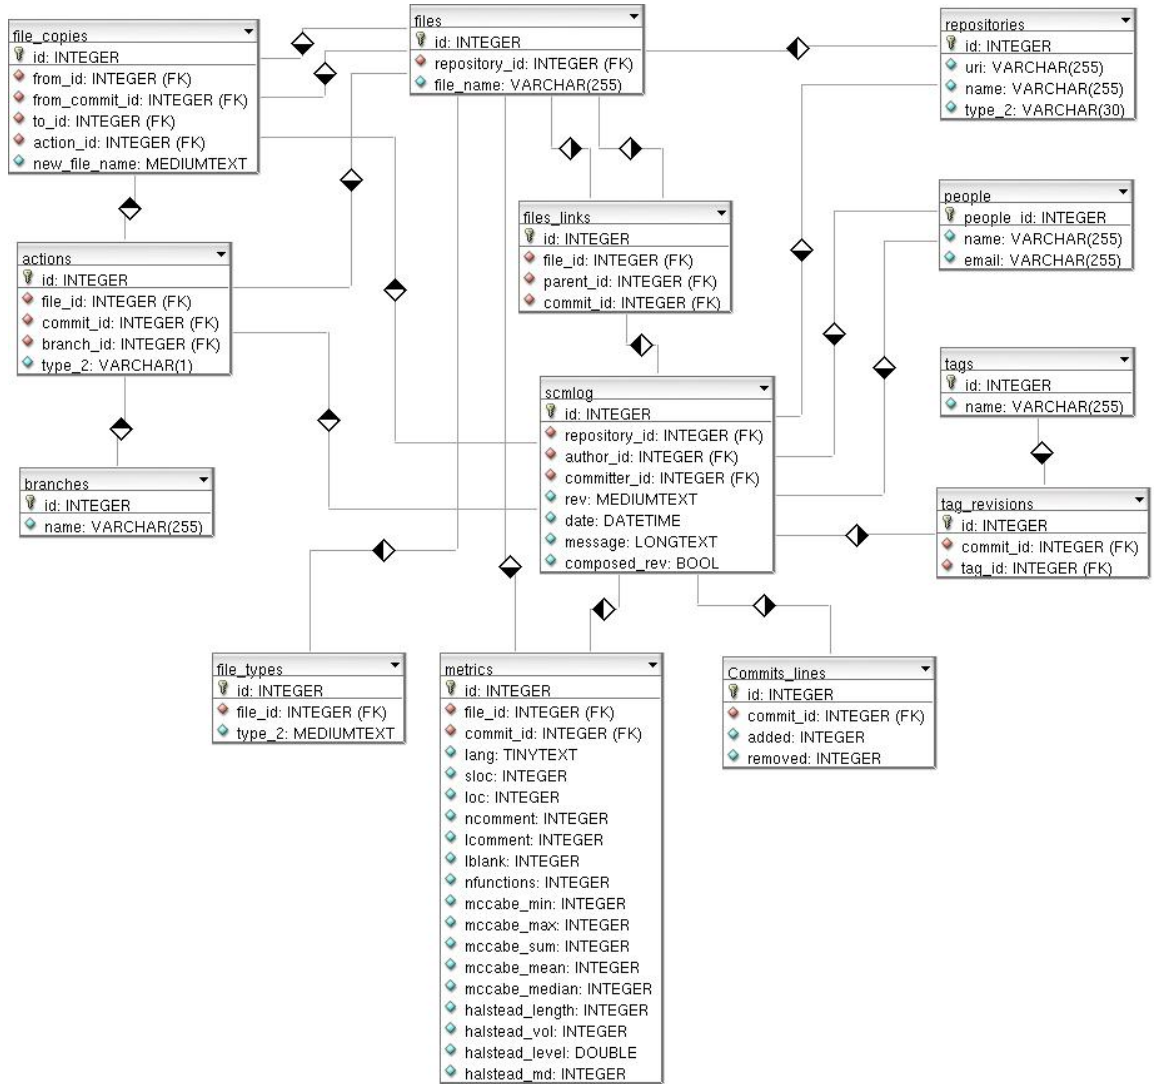 file_copies
id: INTEGER
from_id: INTEGER (FK)
from_commit_id: INTEGER (FK)
to_id: INTEGER (FK)
action_id: INTEGER (FK)
new_file_name: MEDIUMTEXT
files
id: INTEGER
repository_id: INTEGER (FK)
file_name: VARCHAR(255)
repositories
id: INTEGER
uri: VARCHAR(255)
name: VARCHAR(255)
type_2: VARCHAR(30)
people
people_id: INTEGER
name: VARCHAR(255)
email: VARCHAR(255)
files_links
id: INTEGER
file_id: INTEGER (FK)
parent_id: INTEGER (FK)
commit_id: INTEGER (FK)
actions
id: INTEGER
file_id: INTEGER (FK)
commit_id: INTEGER (FK)
branch_id: INTEGER (FK)
type_2: VARCHAR(1)
tags
id: INTEGER
name: VARCHAR(255)
scmlog
id: INTEGER
repository_id: INTEGER (FK)
author_id: INTEGER (FK)
committer_id: INTEGER (FK)
rev: MEDIUMTEXT
date: DATETIME
message: LONGTEXT
composed_rev: BOOL
branches
id: INTEGER
name: VARCHAR(255)
tag_revisions
id: INTEGER
commit_id: INTEGER (FK)
tag_id: INTEGER (FK)
file_types
id: INTEGER
file_id: INTEGER (FK)
type_2: MEDIUMTEXT
metrics
id: INTEGER
file_id: INTEGER (FK)
commit_id: INTEGER (FK)
lang: TINYTEXT
sloc: INTEGER
loc: INTEGER
ncomment: INTEGER
lcomment: INTEGER
lblank: INTEGER
nfunctions: INTEGER
mccabe_min: INTEGER
mccabe_max: INTEGER
mccabe_sum: INTEGER
mccabe_mean: INTEGER
mccabe_median: INTEGER
halstead_length: INTEGER
halstead_vol: INTEGER
halstead_level: DOUBLE
halstead_md: INTEGER
Commits_lines
id: INTEGER
commit_id: INTEGER (FK)
added: INTEGER
removed: INTEGER